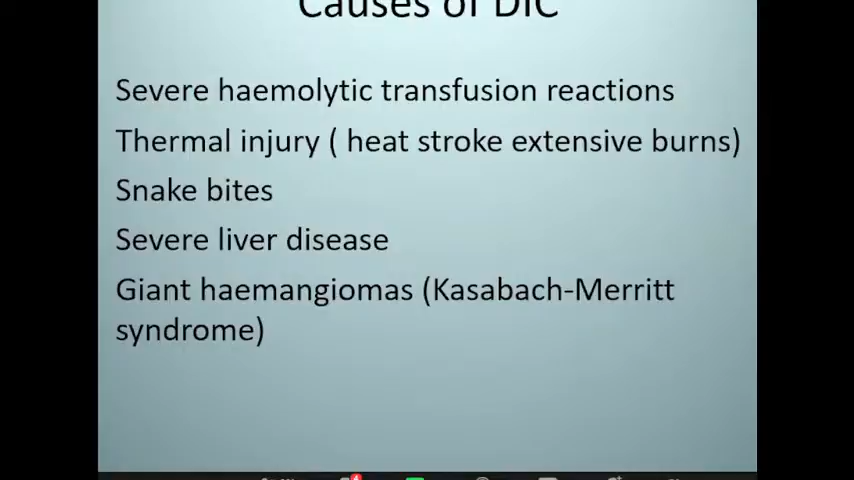 Causes of DIC
Severe haemolytic transfusion reactions
Thermal injury ( heat stroke extensive burns)
Snake bites
Severe liver disease
Giant haemangiomas (Kasabach-Merritt
syndrome)